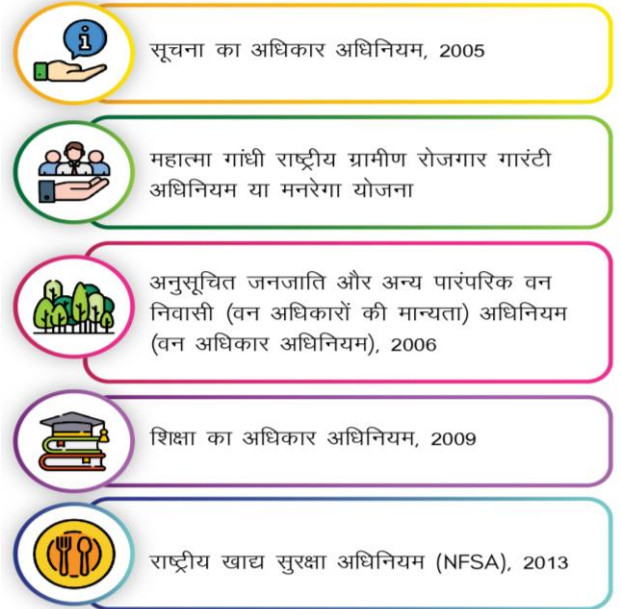 सूचना का अधिकार अधिनियम, 2005
महात्मा गांधी राष्ट्रीय ग्रामीण रोजगार गारंटी
अधिनियम या मनरेगा योजना
अनुसूचित जनजाति और अन्य पारंपरिक वन
निवासी (वन अधिकारों की मान्यता) अधिनियम
(वन अधिकार अधिनियम), 2006
शिक्षा का अधिकार अधिनियम, 2009
राष्ट्रीय खाद्य सुरक्षा अधिनियम (NFSA), 2013